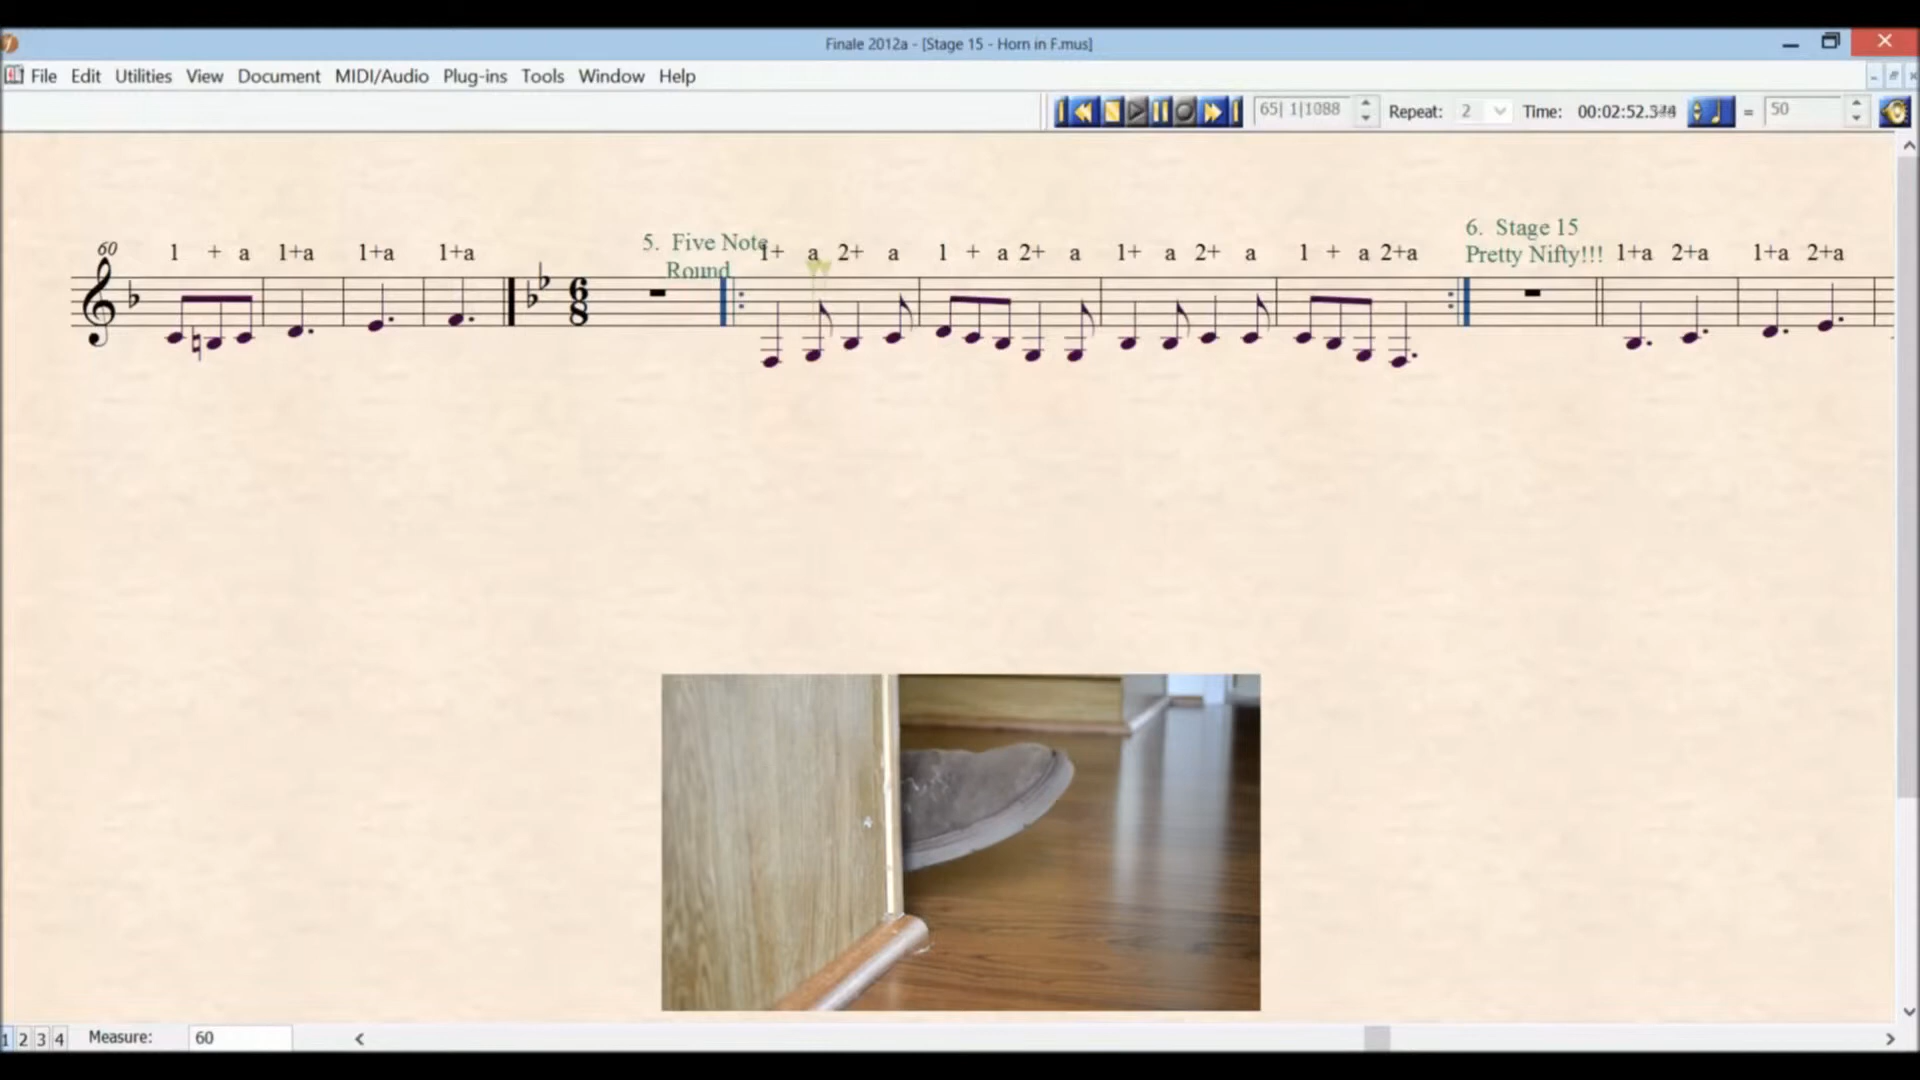 Finale 2012a - [Stage 15 - Horn in F.mus]
File Edit Utilities View Document MIDI/Audio Plug-ins Tools Window Help
65| 1|1088 Repeat: 2 Time: 00:02:52. = 50
6. Stage 15
5. Five Note
Pretty Nifty!!!
60 1 + a 1+a 1+a 1+a 1+ a 2+ a 1 + a 2+ a 1+ a 2+ a 1 + a 2+a 1+a 2+a 1+a 2+a
Round
6
8
1 2 3 4 Measure: 60